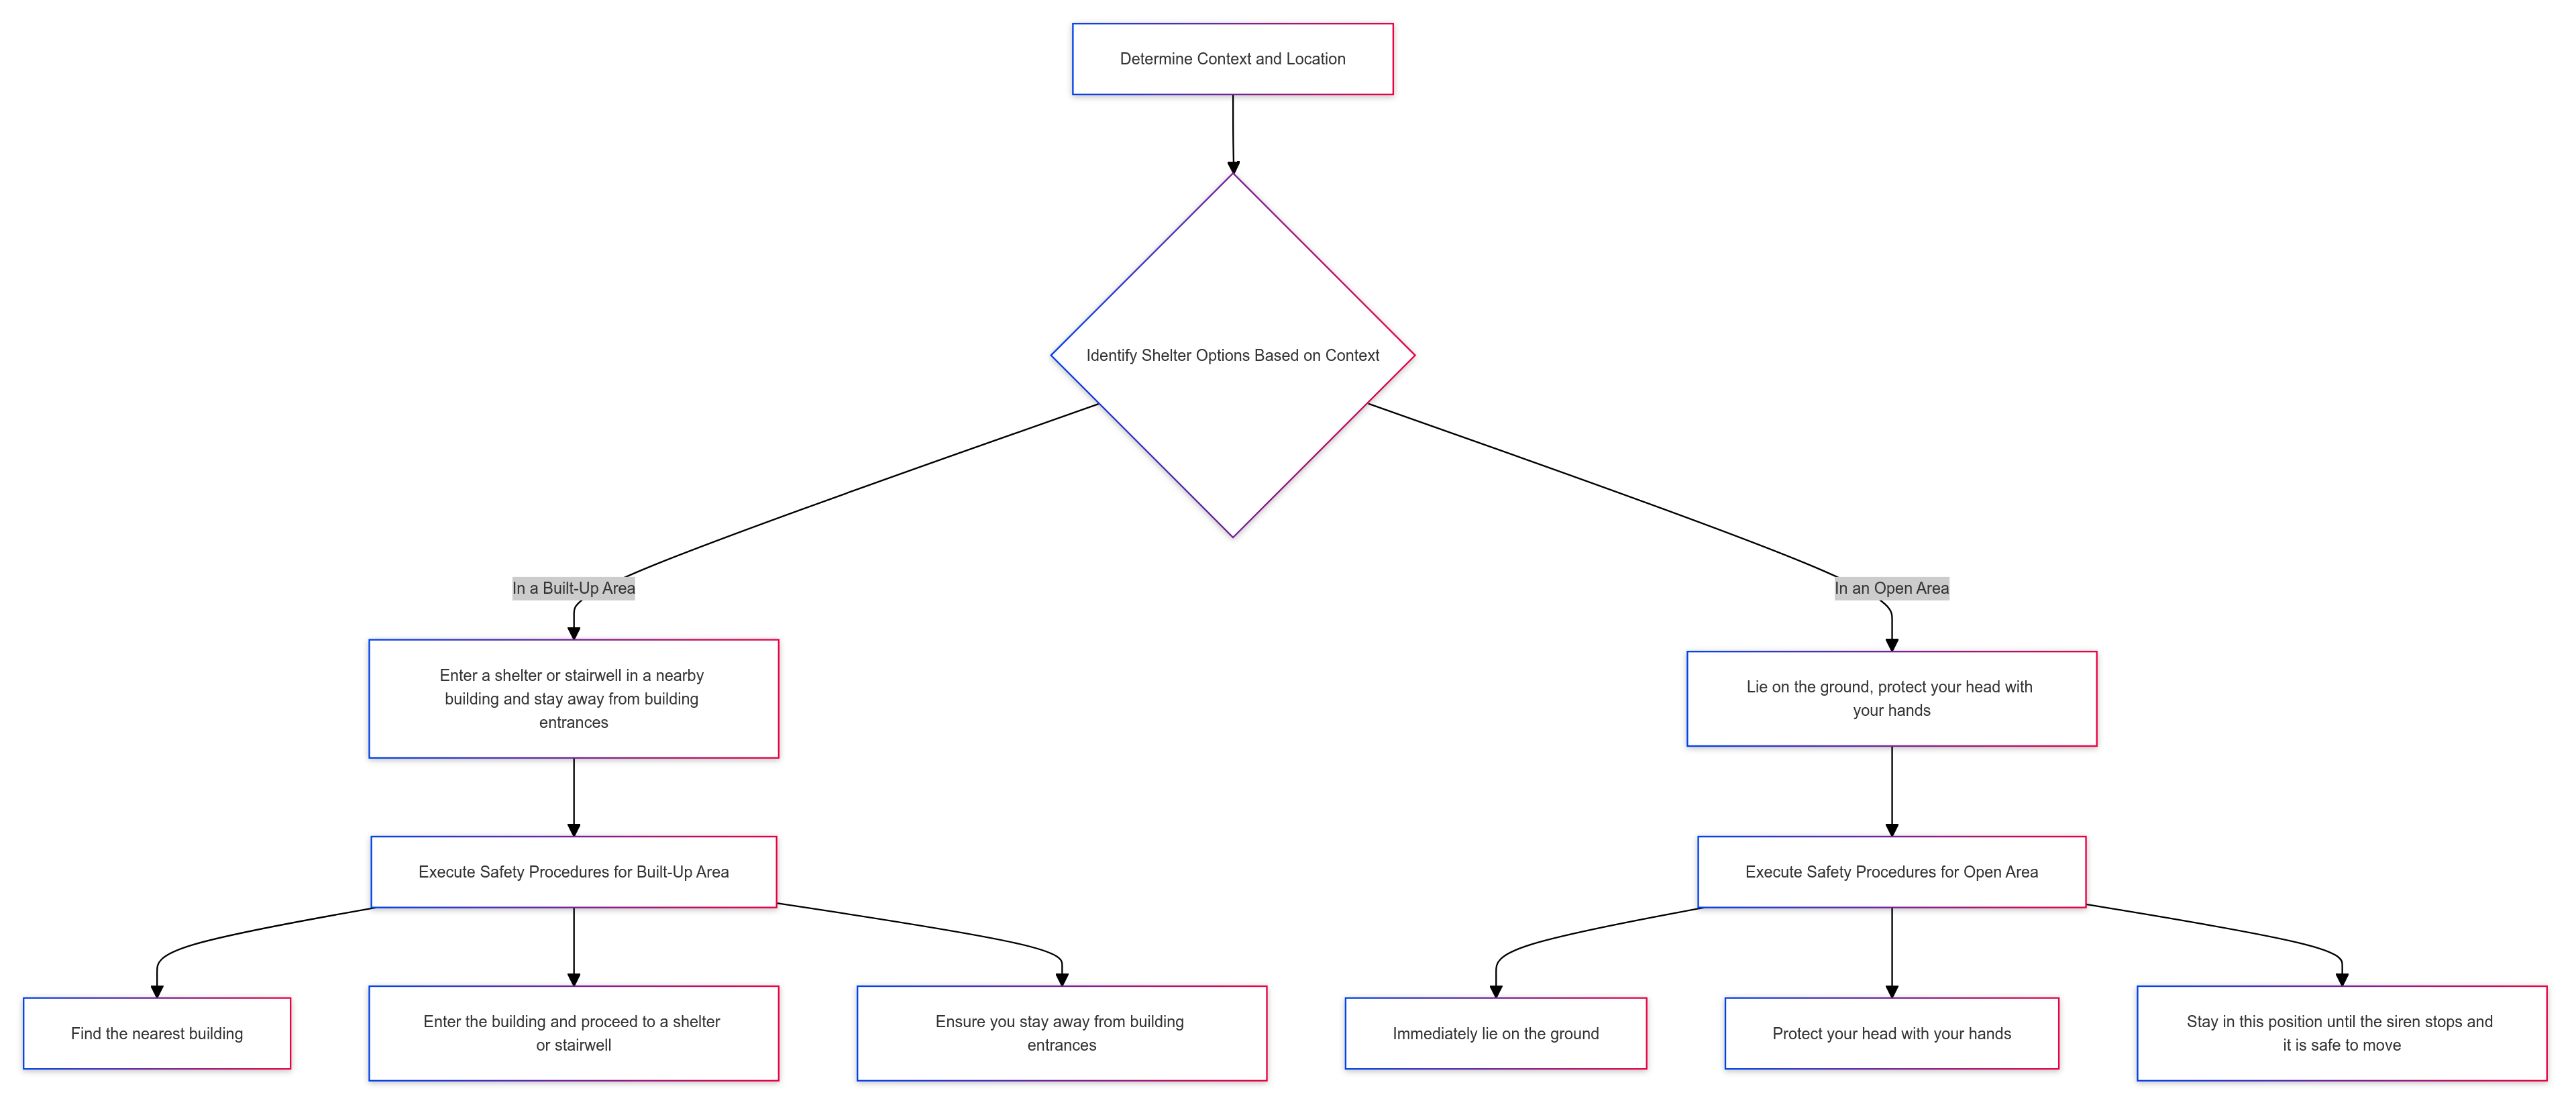 Determine Context and Location
Identify Shelter Options Based on Context
In a Built-Up Area
In an Open Area
Enter a shelter or stairwell in a nearby
building and stay away from building
entrances
Lie on the ground, protect your head with
your hands
Execute Safety Procedures for Built-Up Area
Execute Safety Procedures for Open Area
Find the nearest building
Enter the building and proceed to a shelter
or stairwell
Ensure you stay away from building
entrances
Immediately lie on the ground
Protect your head with your hands
Stay in this position until the siren stops and
it is safe to move